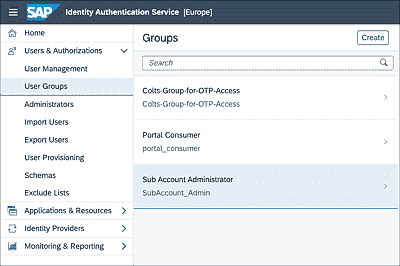 SAP Identity Authentication Service [Europe]
Home
Users & Authorizations
User Management
User Groups
Administrators
Import Users
Export Users
User Provisioning
Schemas
Exclude Lists
Applications & Resources
Identity Providers
Monitoring & Reporting
Groups
Create
Search
Colts-Group-for-OTP-Access
Colts-Group-for-OTP-Access
Portal Consumer
portal_consumer
Sub Account Administrator
SubAccount_Admin